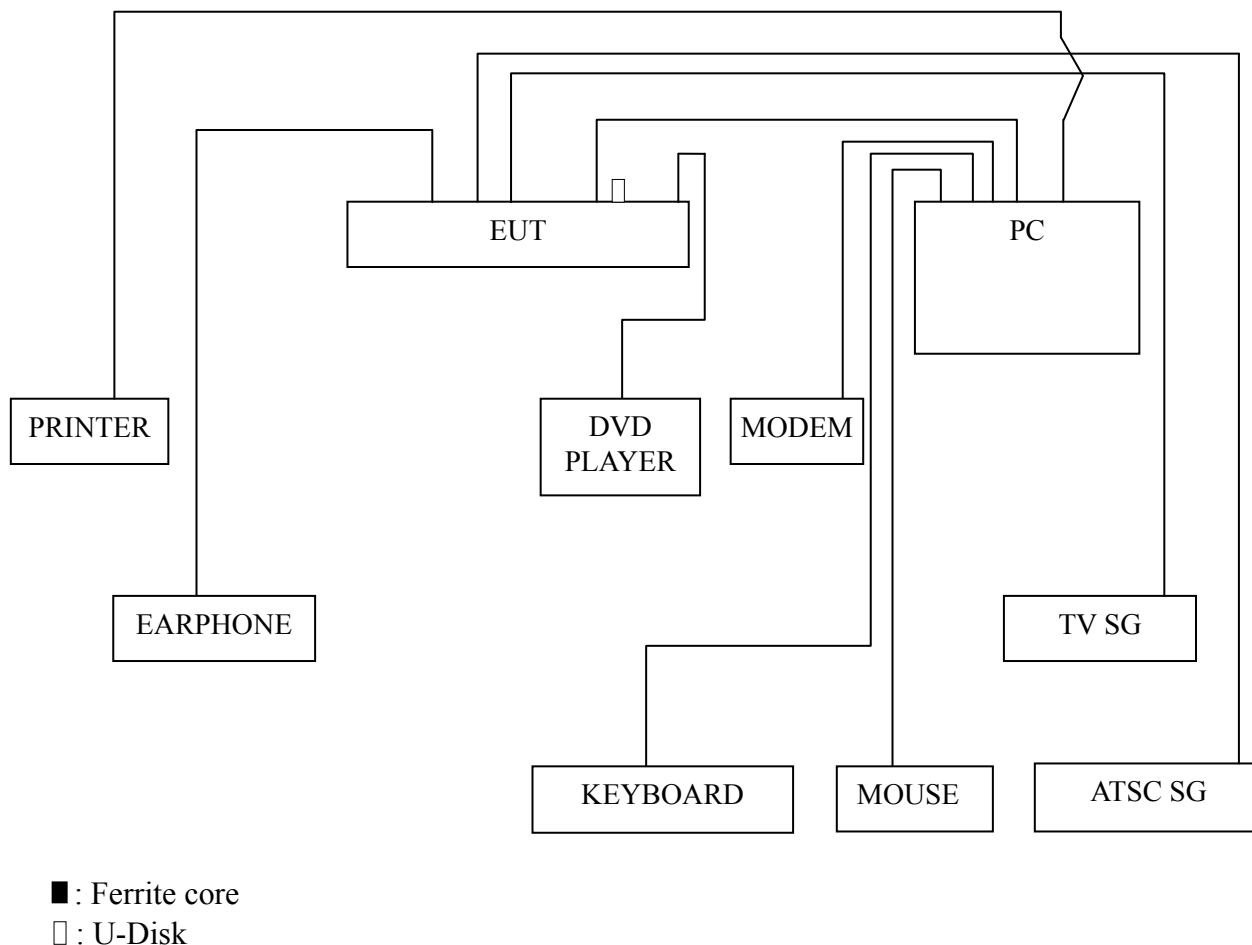 EUT
PC
PRINTER
DVD
PLAYER
MODEM
EARPHONE
TV SG
KEYBOARD
MOUSE
ATSC SG
■ : Ferrite core
▯ : U-Disk